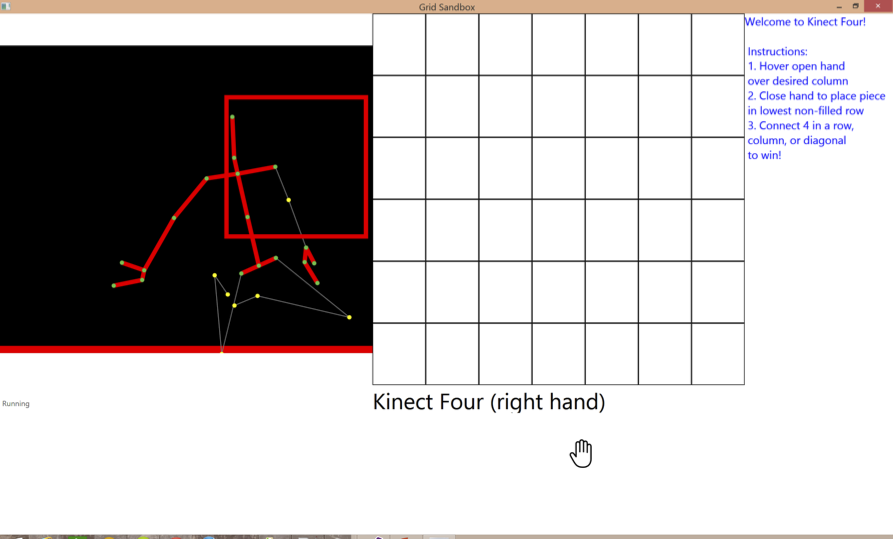 Grid Sandbox
Welcome to Kinect Four!
Instructions:
1. Hover open hand
over desired column
2. Close hand to place piece
in lowest non-filled row
3. Connect 4 in a row,
column, or diagonal
to win!
Running
Kinect Four (right hand)